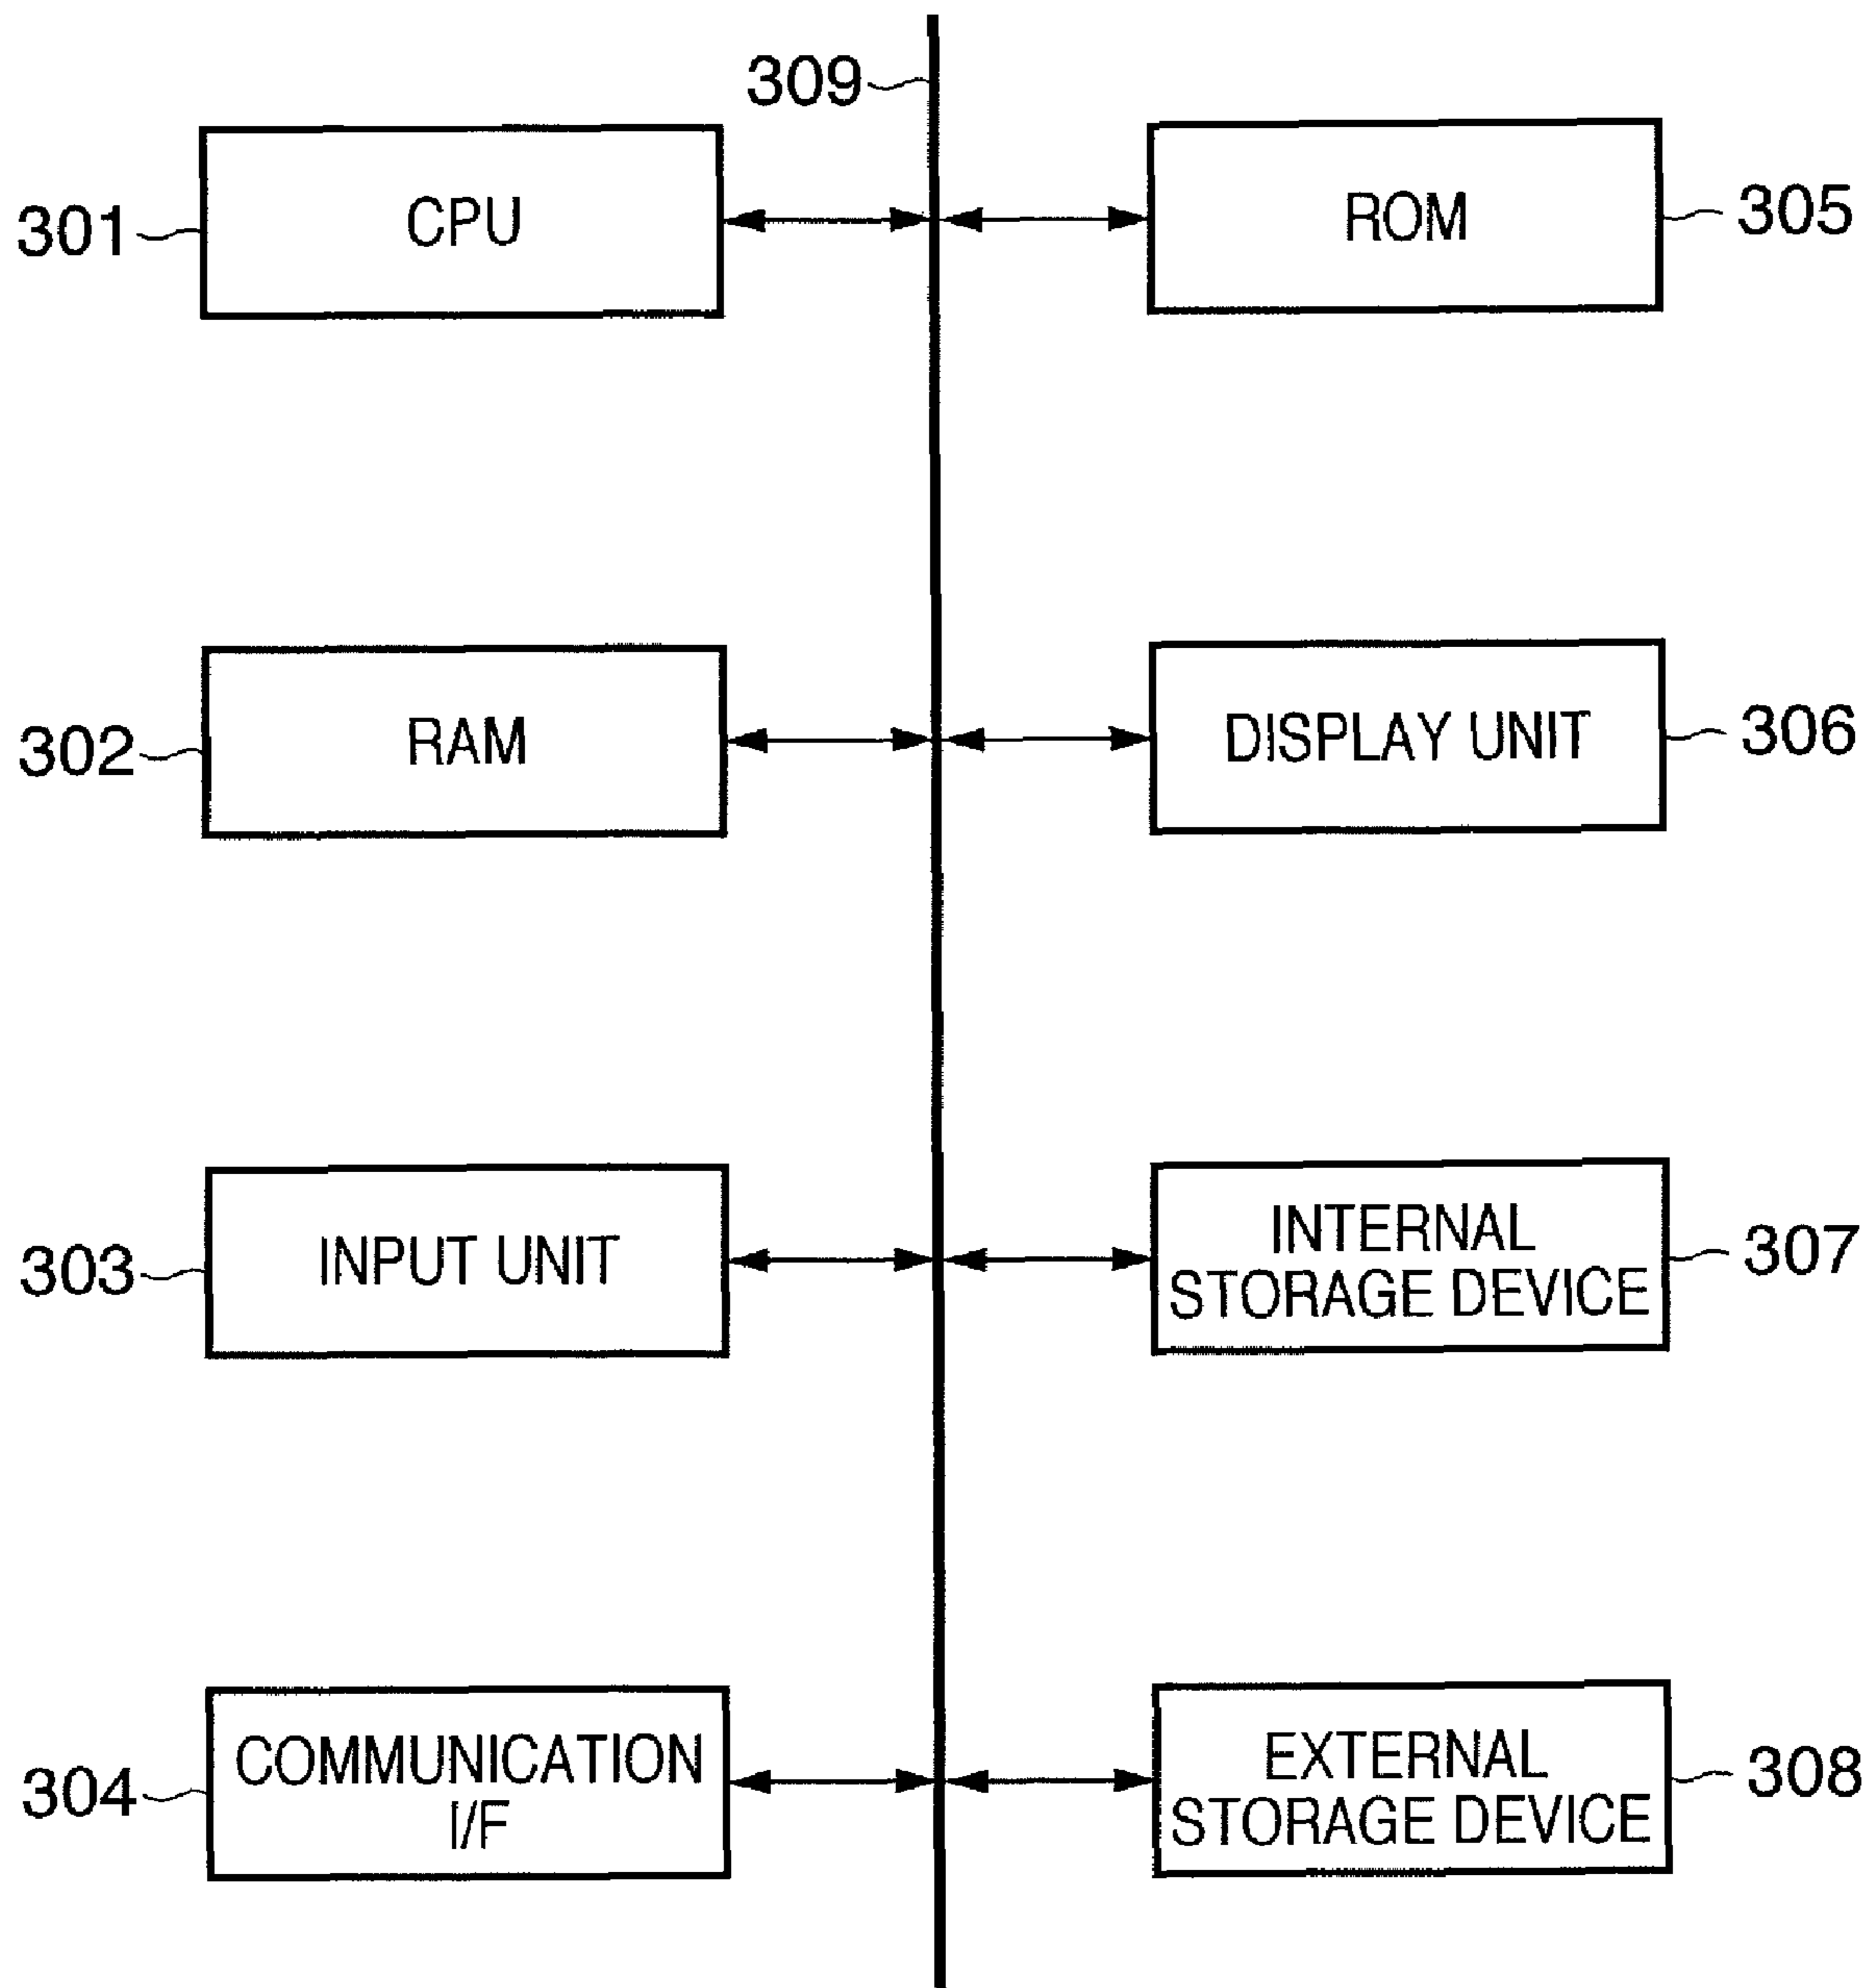 309
301
CPU
ROM
305
302
RAM
DISPLAY UNIT
306
303
INPUT UNIT
INTERNAL
STORAGE DEVICE
307
304
COMMUNICATION
I/F
EXTERNAL
STORAGE DEVICE
308